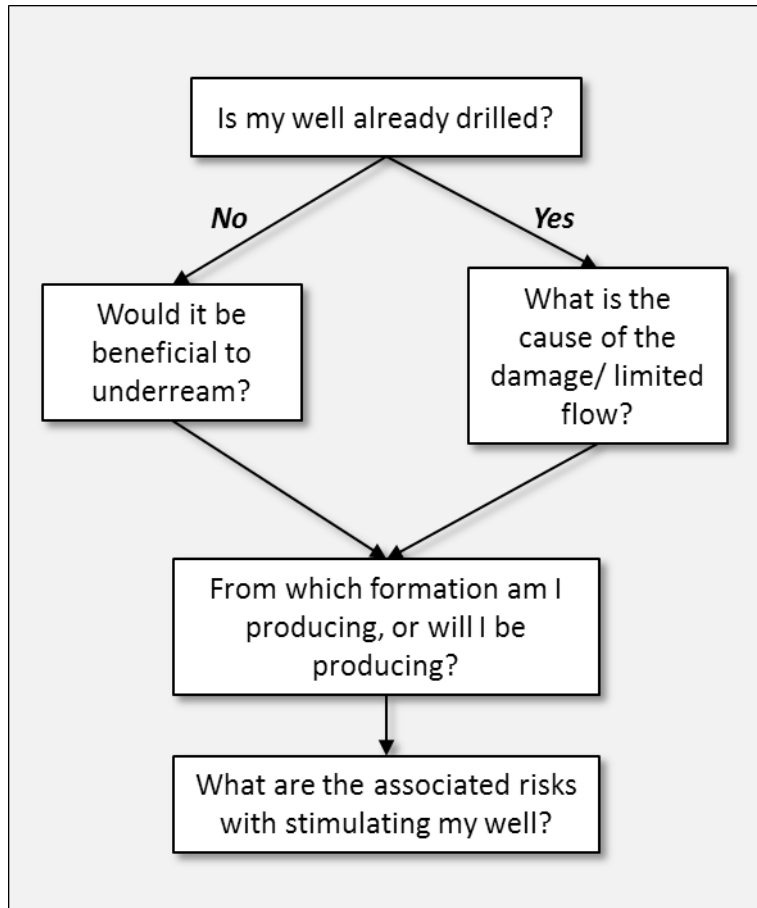 Is my well already drilled?
No
Yes
Would it be
beneficial to
underream?
What is the
cause of the
damage/ limited
flow?
From which formation am I
producing, or will I be
producing?
What are the associated risks
with stimulating my well?